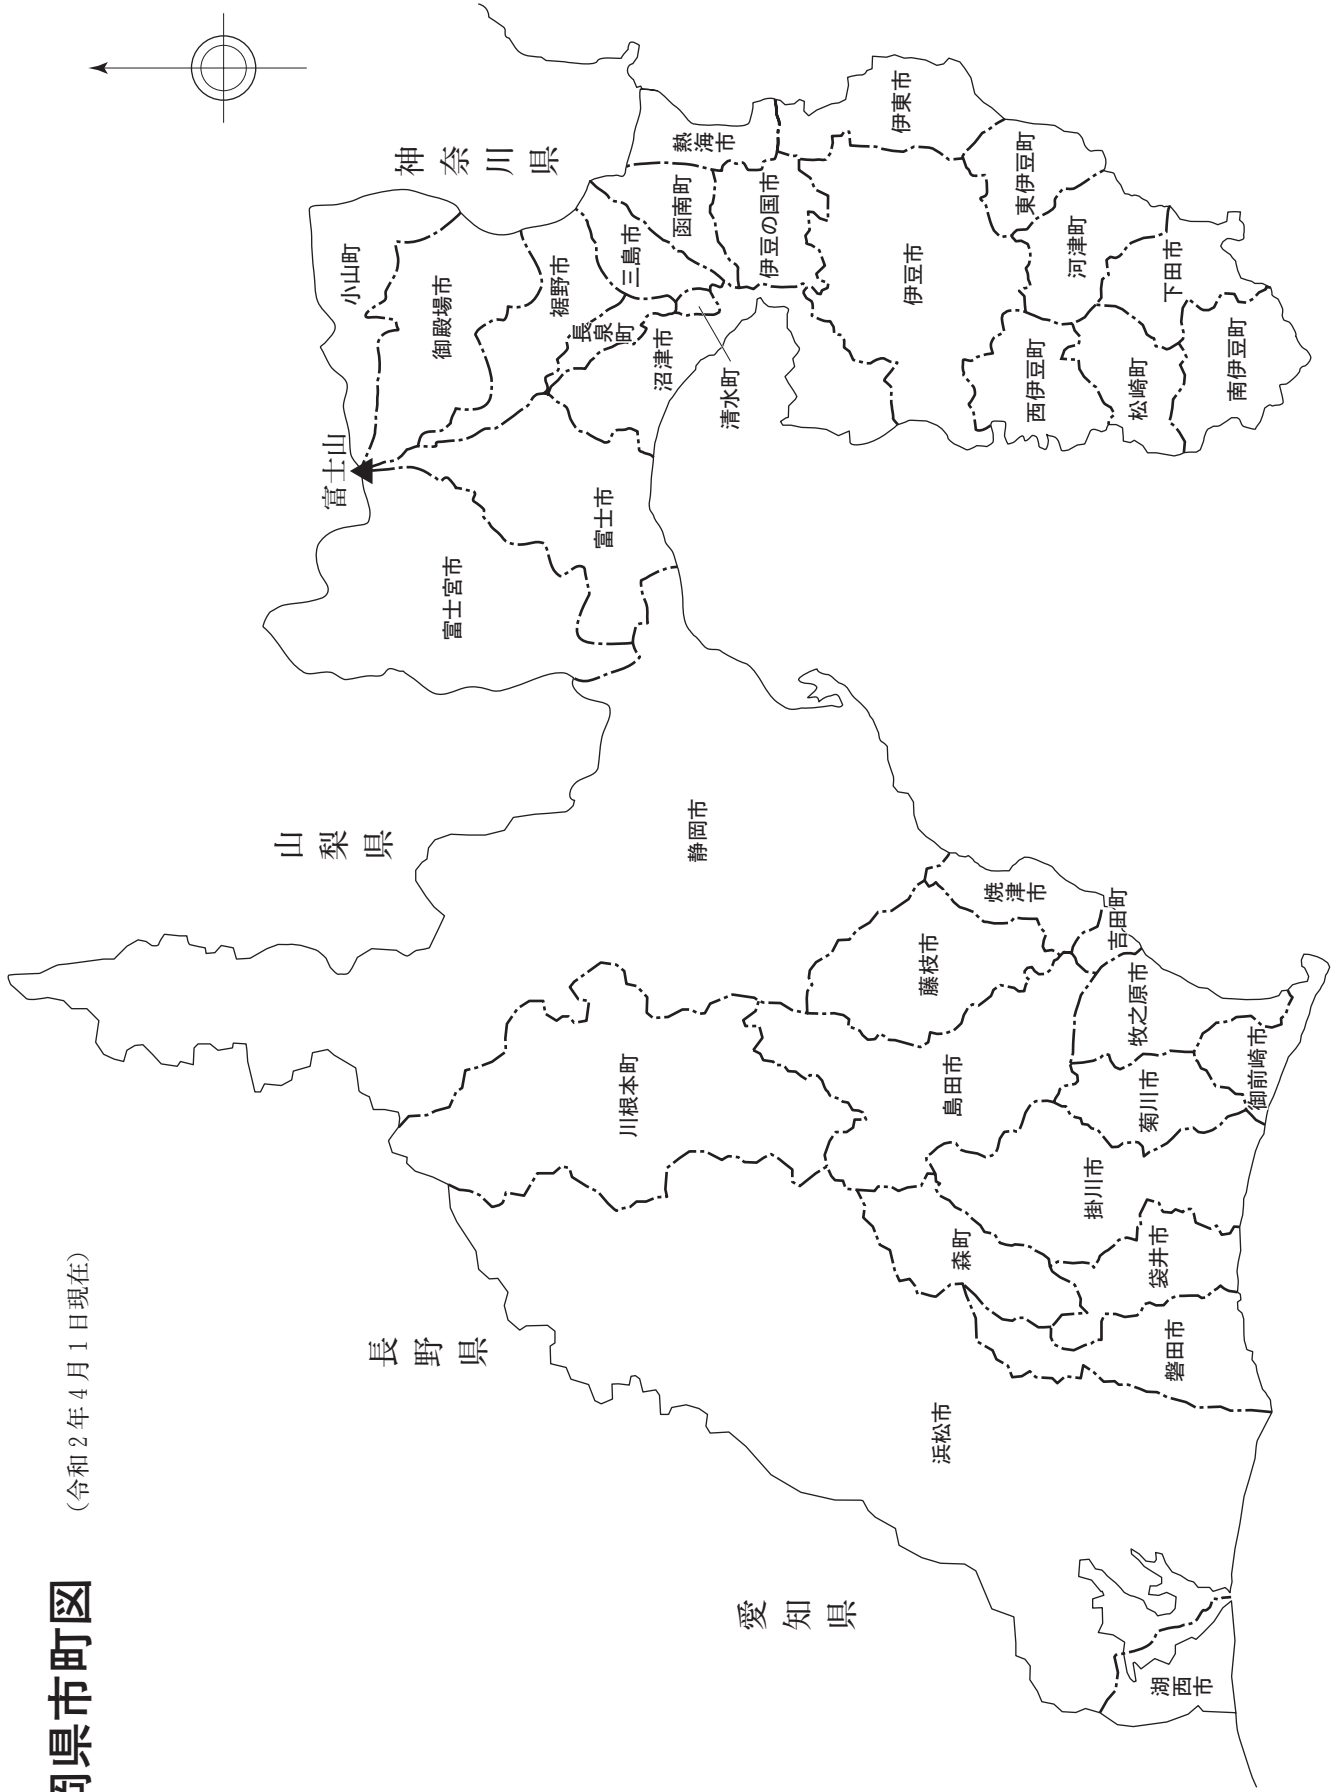 岡県市町図
(令和2年4月1日現在)
神奈川県
山梨県
長野県
愛知県
富士山
小山町
御殿場市
裾野市
長泉町
三島市
函南町
熱海市
伊豆の国市
清水町
沼津市
伊東市
伊豆市
東伊豆町
河津町
下田市
西伊豆町
松崎町
南伊豆町
富士宮市
富士市
静岡市
川根本町
藤枝市
焼津市
吉田町
島田市
牧之原市
御前崎市
菊川市
掛川市
森町
袋井市
磐田市
浜松市
湖西市